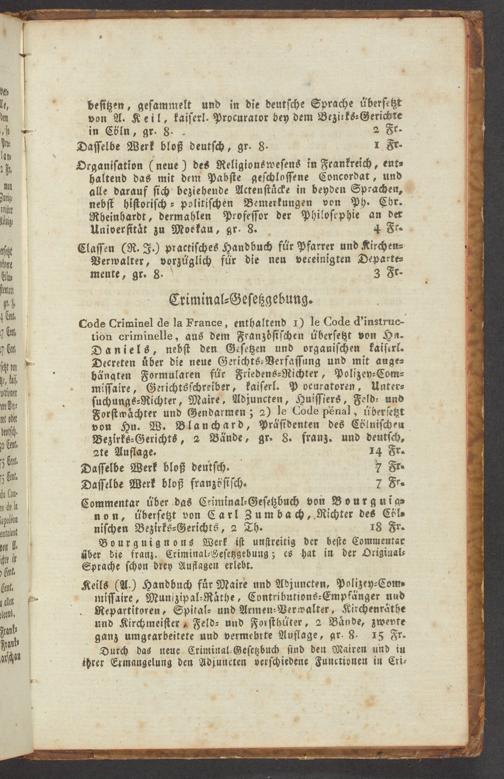 besitzen, gesammelt und in die deutsche Sprache übersetzt
von A. Keil, kaiserl. Procurator bey dem Bezirks-Gerichte
in Cöln, gr. 8. 2 Fr.
Dasselbe Werk bloß deutsch, gr. 8. 1 Fr.
Organisation (neue) des Religionswesens in Frankreich, ent-
haltend das mit dem Pabste geschlossene Concordat, und
alle darauf sich beziehende Actenstücke in beyden Sprachen,
nebst historisch-politischen Bemerkungen von Ph. Chr.
Rheinhardt, dermahlen Professor der Philosophie an der
Universität zu Moskau, gr. 8. 4 Fr.
Classen (R. J.) practisches Handbuch für Pfarrer und Kirchen-
Verwalter, vorzüglich für die neu vereinigten Departe-
mente, gr. 8. 3 Fr.
Criminal-Gesetzgebung.
Code Criminel de la France, enthaltend 1) le Code d'instruc-
tion criminelle, aus dem Französischen übersetzt von Hn.
Daniels, nebst den Gesetzen und organischen kaiserl.
Decreten über die neue Gerichts-Verfassung und mit ange-
hängten Formularen für Friedens-Richter, Polizey-Com-
missaire, Gerichtsschreiber, kaiserl. P ocuratoren, Unter-
suchungs-Richter, Maire, Adjuncten, Huissiers, Feld- und
Forstwächter und Gendarmen; 2) le Code pénal, übersetzt
von Hn. W. Blanchard, Präsidenten des Cölnischen
Bezirks-Gerichts, 2 Bände, gr. 8. franz. und deutsch,
2te Auflage. 14 Fr.
Dasselbe Werk bloß deutsch. 7 Fr.
Dasselbe Werk bloß französisch. 7 Fr.
Commentar über das Criminal-Gesetzbuch von Bourguig-
non, übersetzt von Carl Zumbach, Richter des Cöl-
nischen Bezirks-Gerichts, 2 Th. 18 Fr.
Bourguignons Werk ist unstreitig der beste Commentar
über die franz. Criminal-Gesetzgebung; es hat in der Original-
Sprache schon drey Auflagen erlebt.
Keils (A.) Handbuch für Maire und Adjuncten, Polizey-Com-
missaire, Munizipal-Räthe, Contributions-Empfänger und
Repartitoren, Spital- und Armen-Verwalter, Kirchenräthe
und Kirchmeister, Feld- und Forsthüter, 2 Bände, zweyte
ganz umgearbeitete und vermehrte Auflage, gr. 8. 15 Fr.
Durch das neue Criminal-Gesetzbuch sind den Mairen und in
ihrer Ermangelung den Adjuncten verschiedene Functionen in Cri-